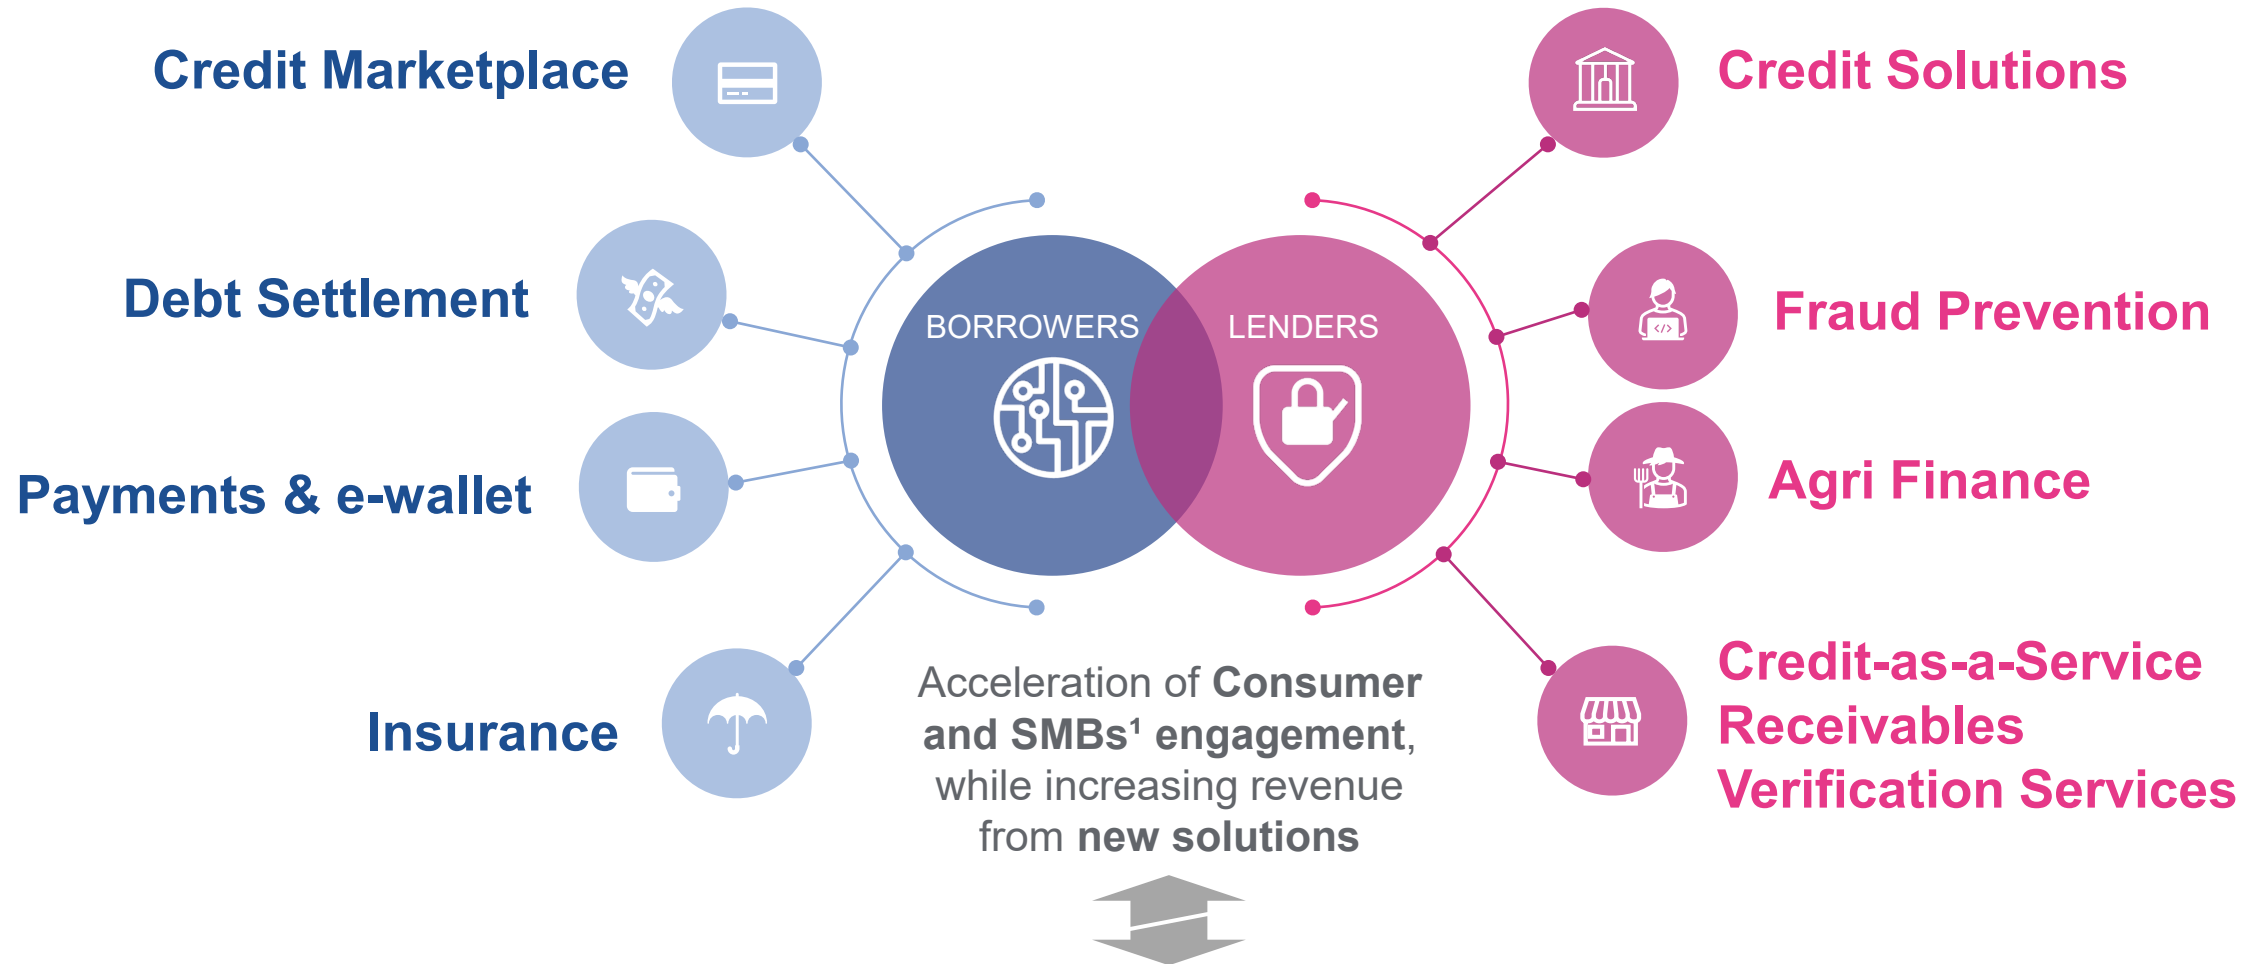 Credit Marketplace
Debt Settlement
Payments & e-wallet
Insurance
BORROWERS
LENDERS
Credit Solutions
Fraud Prevention
Agri Finance
Credit-as-a-Service
Receivables
Verification Services
Acceleration of Consumer
and SMBs¹ engagement,
while increasing revenue
from new solutions